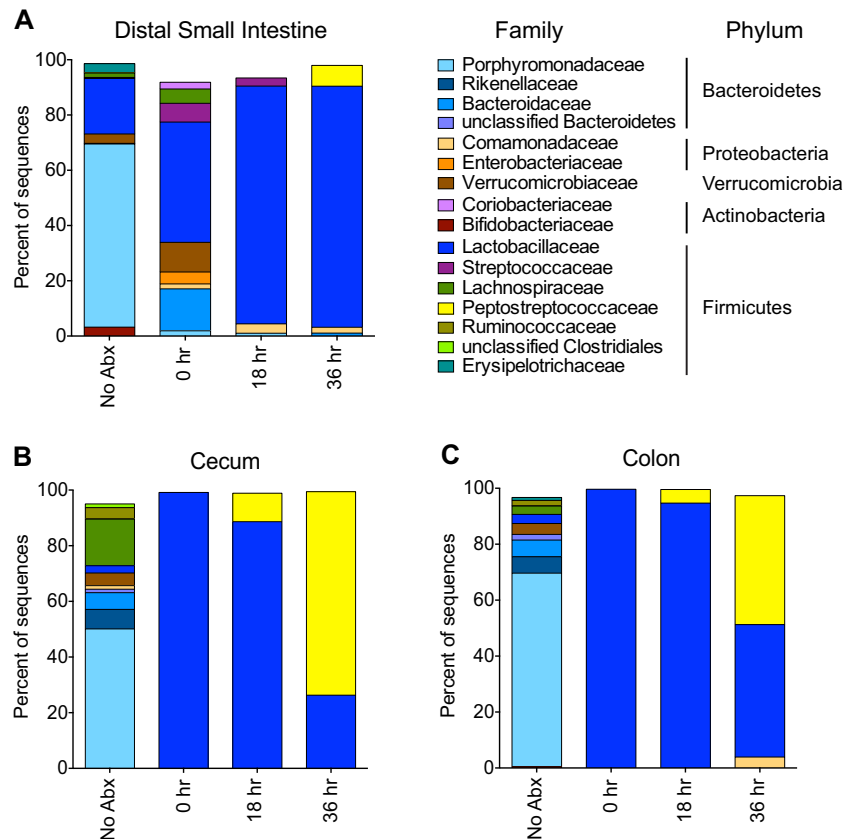 A
Distal Small Intestine
Percent of sequences
100
80
60
40
20
0
No Abx
0 hr
18 hr
36 hr
Family
Phylum
Porphyromonadaceae
Rikenellaceae
Bacteroidaceae
unclassified Bacteroidetes
Bacteroidetes
Comamonadaceae
Enterobacteriaceae
Proteobacteria
Verrucomicrobiaceae
Verrucomicrobia
Coriobacteriaceae
Bifidobacteriaceae
Actinobacteria
Lactobacillaceae
Streptococcaceae
Lachnospiraceae
Peptostreptococcaceae
Ruminococcaceae
unclassified Clostridiales
Erysipelotrichaceae
Firmicutes
B
Cecum
Percent of sequences
100
80
60
40
20
0
No Abx
0 hr
18 hr
36 hr
C
Colon
Percent of sequences
100
80
60
40
20
0
No Abx
0 hr
18 hr
36 hr